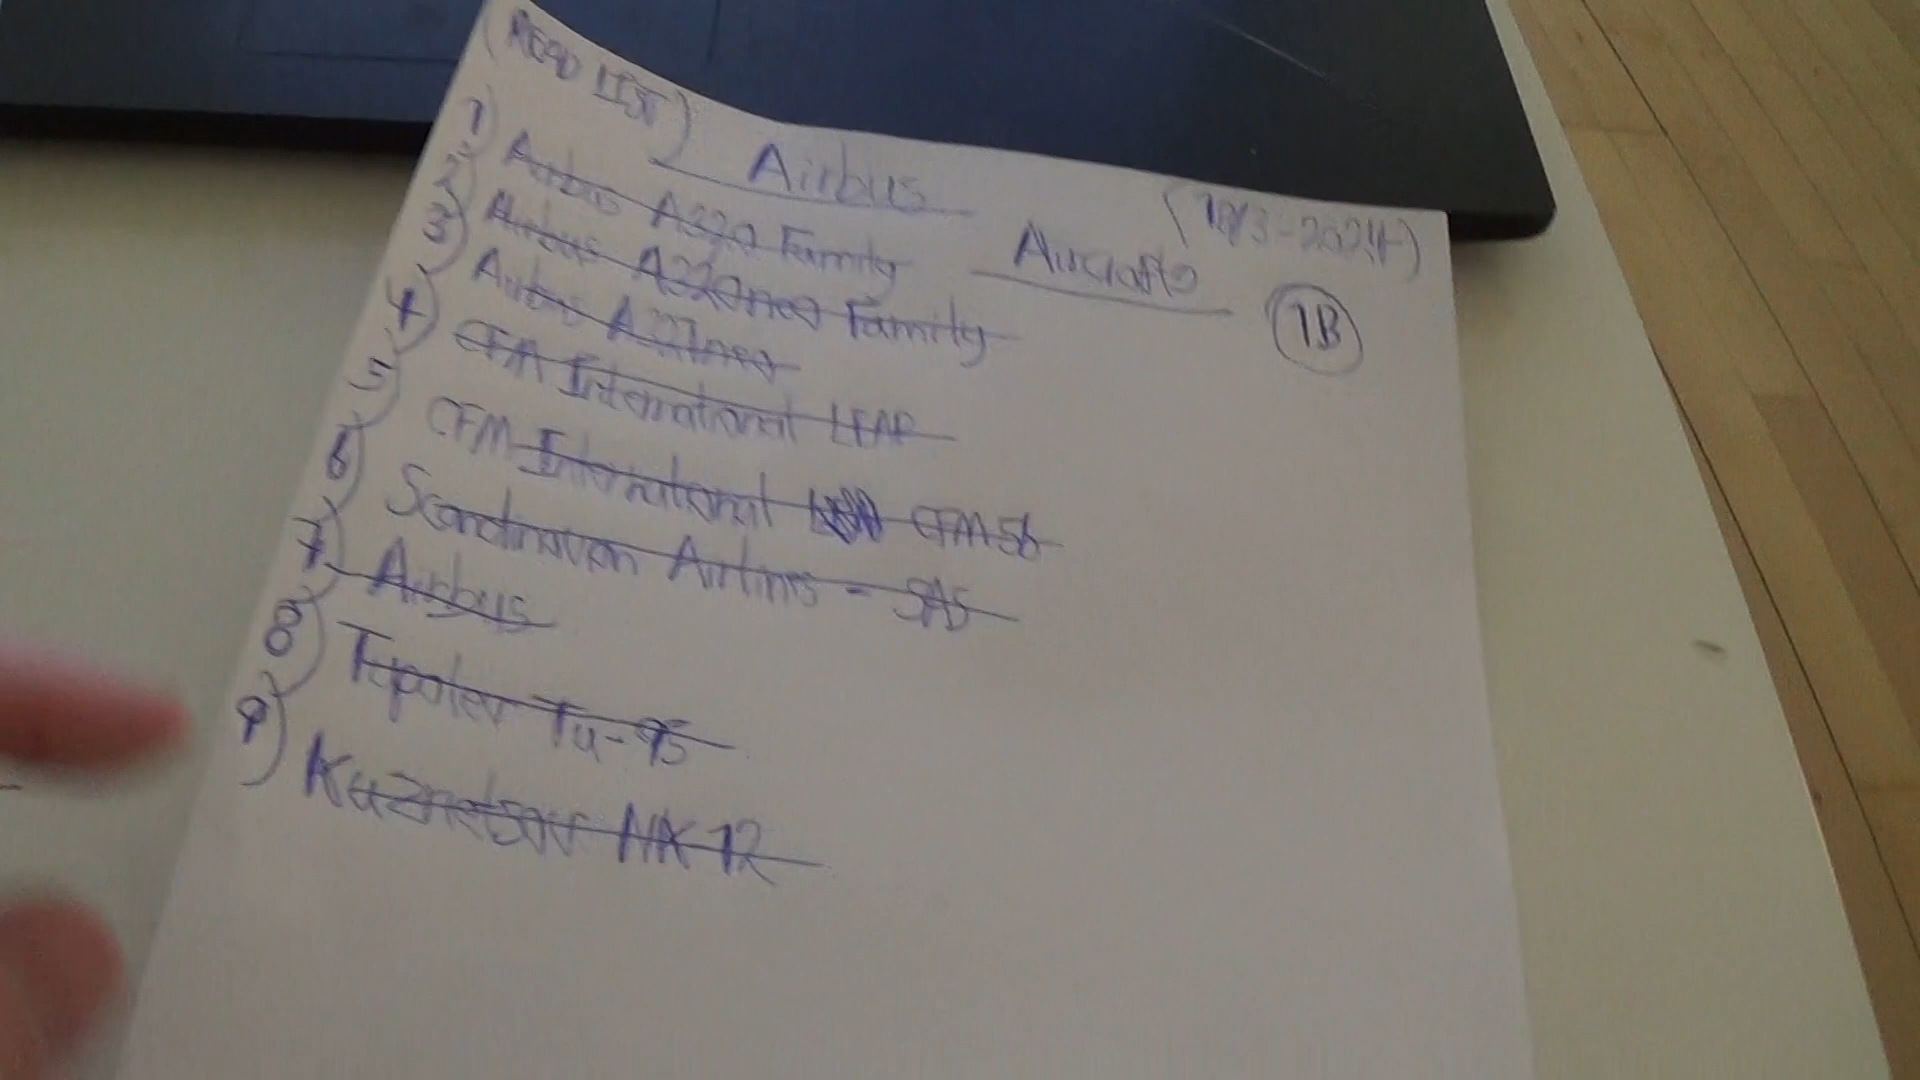 (READ LIST)
Airbus Aircrafts
(18/3-2024)
1B
1) Airbus A320 Family
2) Airbus A320neo Family
3) Airbus A321neo
4) CFM International LEAP
5) CFM International CFM56
6) Scandinavian Airlines - SAS
7) Airbus
8) Tupolev Tu-95
9) Kuznetsov NK-12